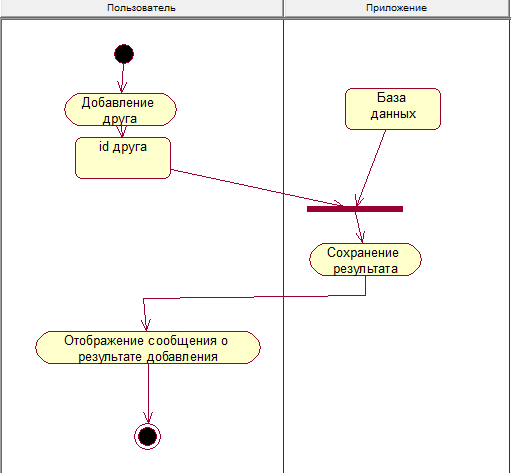 Пользователь
Приложение
Добавление
друга
id друга
База
данных
Сохранение
результата
Отображение сообщения о
результате добавления